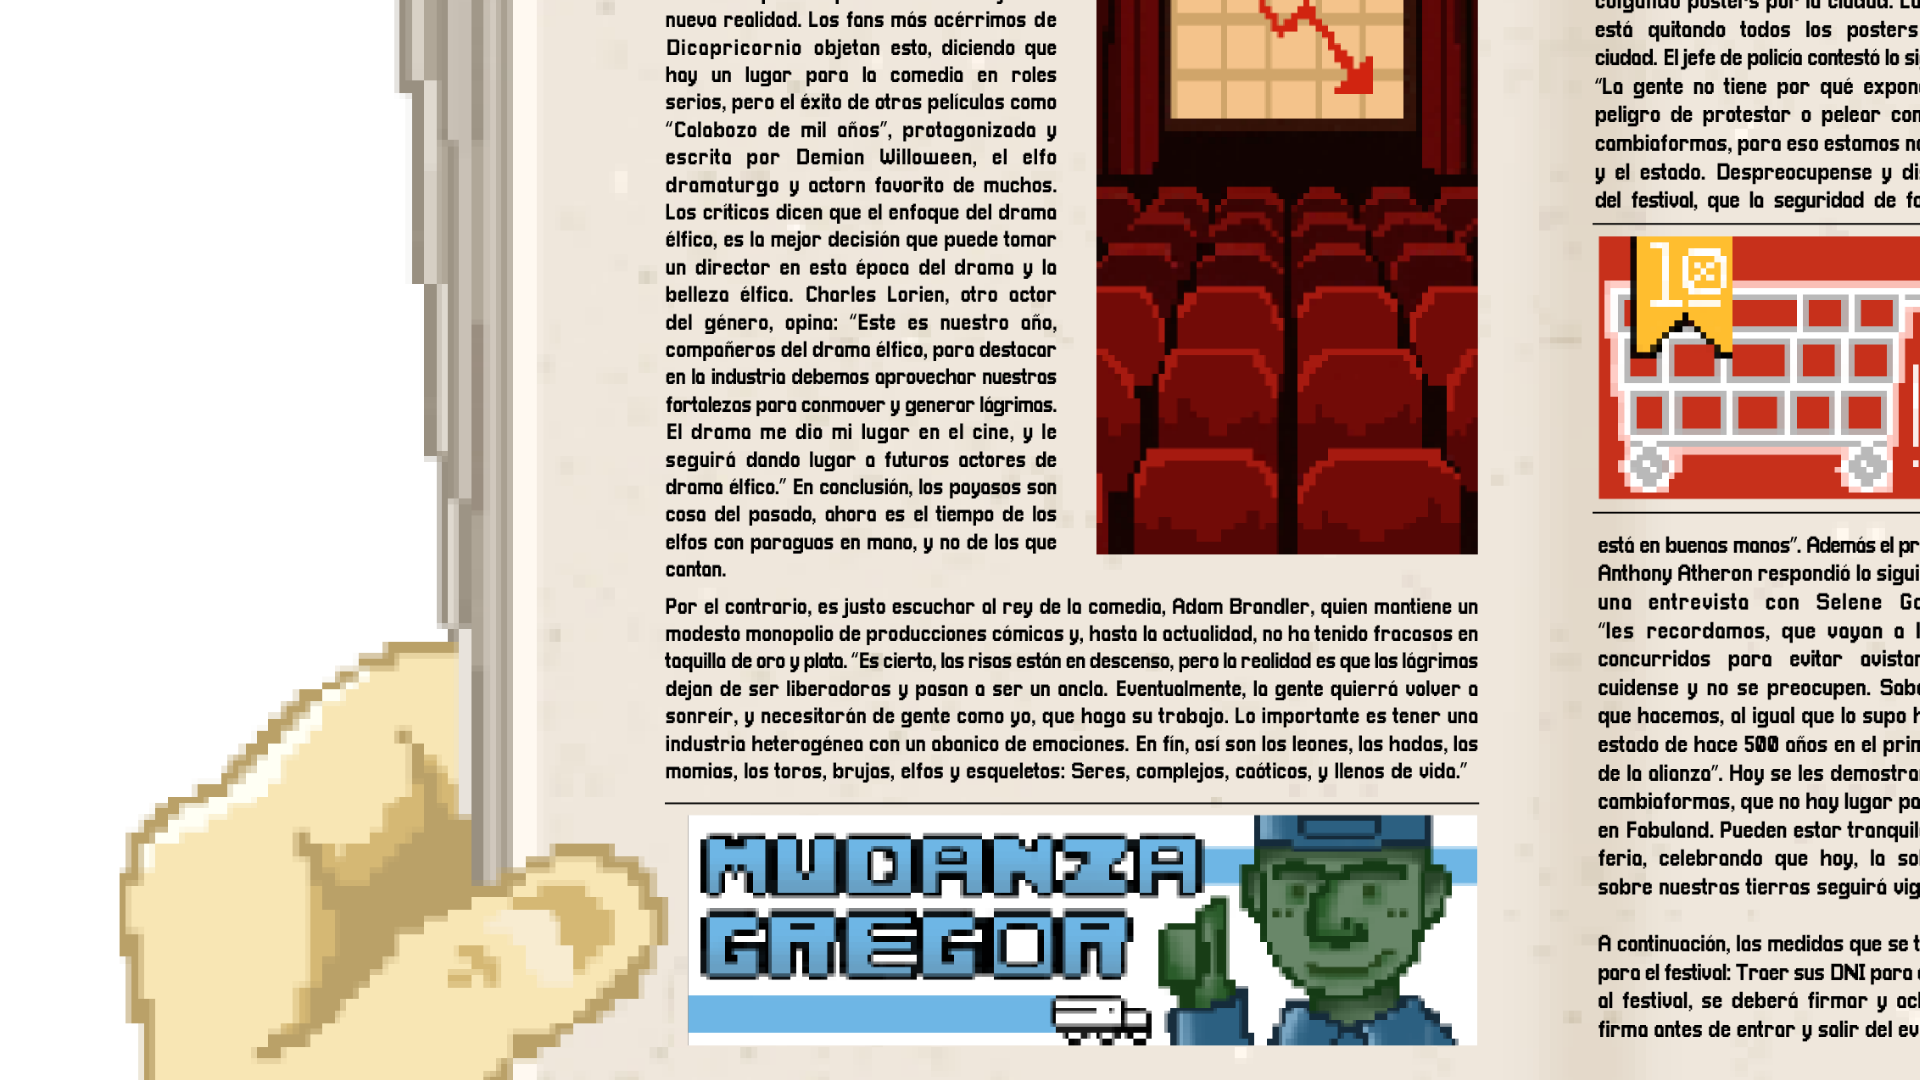 nueva realidad. Los fans más acérrimos de
Dicapricornio objetan esto, diciendo que
hay un lugar para la comedia en roles
serios, pero el éxito de otras películas como
“Calabozo de mil años”, protagonizada y
escrita por Demian Willoween, el elfo
dramaturgo y actorn favorito de muchos.
Los críticos dicen que el enfoque del drama
élfico, es la mejor decisión que puede tomar
un director en esta época del drama y la
belleza élfica. Charles Lorien, otro actor
del género, opina: “Este es nuestro año,
compañeros del drama élfico, para destacar
en la industria debemos aprovechar nuestras
fortalezas para conmover y generar lágrimas.
El drama me dio mi lugar en el cine, y le
seguirá dando lugar a futuros actores de
drama élfico.” En conclusión, los payasos son
cosa del pasado, ahora es el tiempo de los
elfos con paraguas en mano, y no de los que
cantan.
Por el contrario, es justo escuchar al rey de la comedia, Adam Brandler, quien mantiene un
modesto monopolio de producciones cómicas y, hasta la actualidad, no ha tenido fracasos en
taquilla de oro y plata. “Es cierto, las risas están en descenso, pero la realidad es que las lágrimas
dejan de ser liberadoras y pasan a ser un ancla. Eventualmente, la gente quierrá volver a
sonreír, y necesitarán de gente como yo, que haga su trabajo. Lo importante es tener una
industria heterogénea con un abanico de emociones. En fín, así son los leones, las hadas, las
momias, los toros, brujas, elfos y esqueletos: Seres, complejos, caóticos, y llenos de vida.”
MUDANZA
GREGOR
colgando posters por la ciudad. La
está quitando todos los posters
ciudad. El jefe de policía contestó lo si
“La gente no tiene por qué expon
peligro de protestar o pelear con
cambiaformas, para eso estamos no
y el estado. Despreocupense y di
del festival, que la seguridad de
10
está en buenas manos”. Además el pr
Anthony Atheron respondió lo sigui
una entrevista con Selene
“les recordamos, que vayan a l
concurridos para evitar avistar
cuidense y no se preocupen. Sabe
que hacemos, al igual que lo supo
estado de hace 500 años en el prin
de la alianza”. Hoy se les demostra
cambiaformas, que no hay lugar pa
en Fabuland. Pueden estar tranquil
feria, celebrando que hoy, la
sobre nuestras tierras seguirá vig
A continuación, las medidas que se t
para el festival: Traer sus DNI para
al festival, se deberá firmar y acl
firma antes de entrar y salir del ev